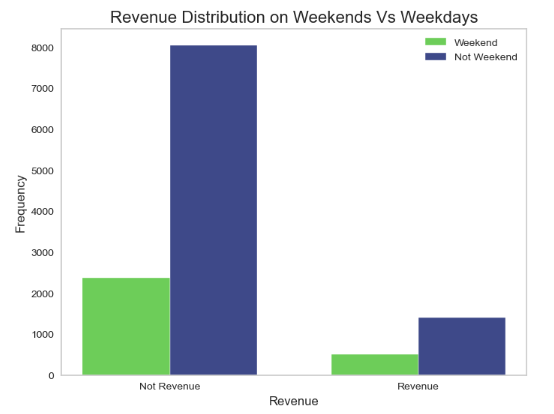 Revenue Distribution on Weekends Vs Weekdays
Weekend
Not Weekend
8000
7000
6000
5000
4000
3000
2000
1000
0
Frequency
Not Revenue
Revenue
Revenue